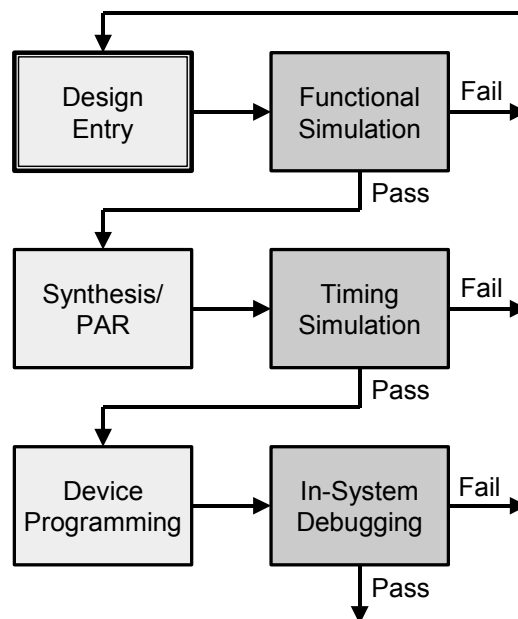 Design
Entry
Functional
Simulation
Fail
Pass
Synthesis/
PAR
Timing
Simulation
Fail
Pass
Device
Programming
In-System
Debugging
Fail
Pass